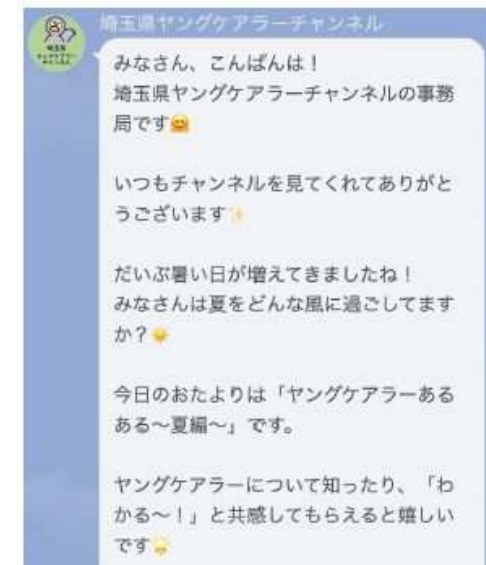 埼玉県ヤングケアラーチャンネル
みなさん、こんばんは！
埼玉県ヤングケアラーチャンネルの事務
局です😊
いつもチャンネルを見てくれてありがと
うございます✨
だいぶ暑い日が増えてきましたね！
みなさんは夏をどんな風に過ごしてます
か？☀️
今日のおたよりは「ヤングケアラーある
ある〜夏編〜」です。
ヤングケアラーについて知ったり、「わ
かる〜！」と共感してもらえると嬉しい
です🌟